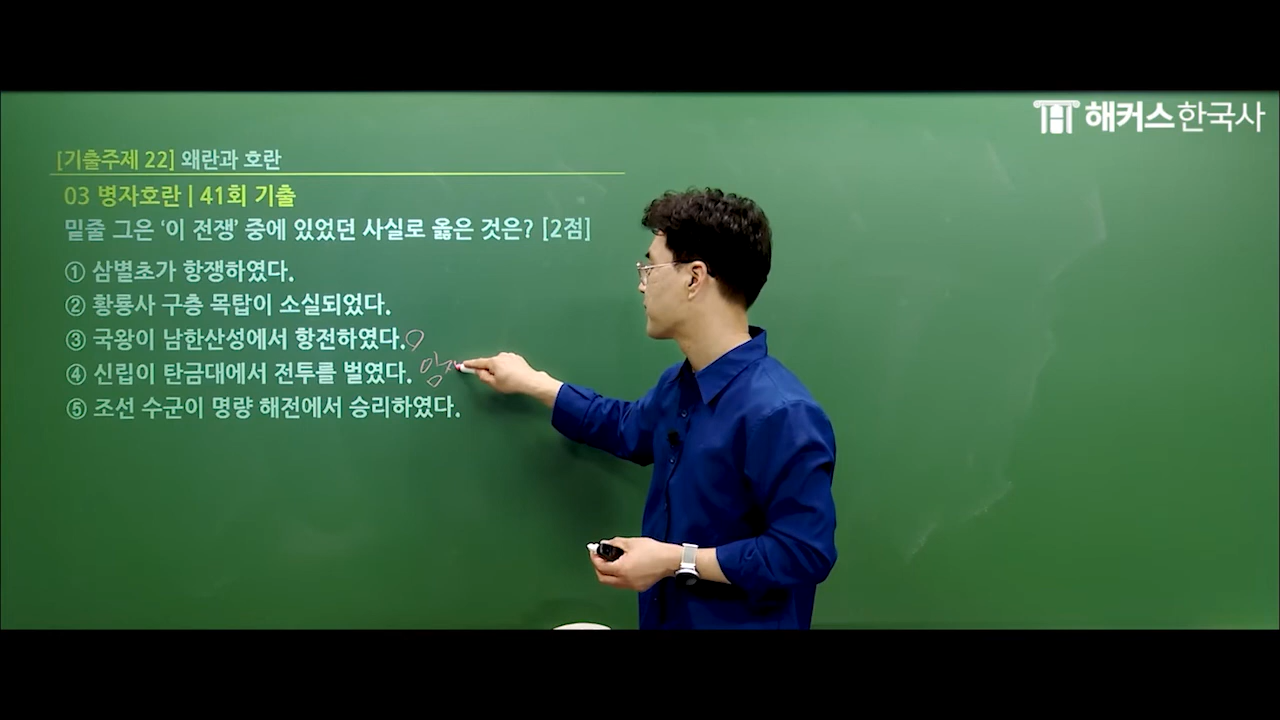 해커스한국사
[기출주제 22] 왜란과 호란
03 병자호란 | 41회 기출
밑줄 그은 ‘이 전쟁’ 중에 있었던 사실로 옳은 것은? [2점]
① 삼별초가 항쟁하였다.
② 황룡사 구층 목탑이 소실되었다.
③ 국왕이 남한산성에서 항전하였다.
④ 신립이 탄금대에서 전투를 벌였다.
⑤ 조선 수군이 명량 해전에서 승리하였다.